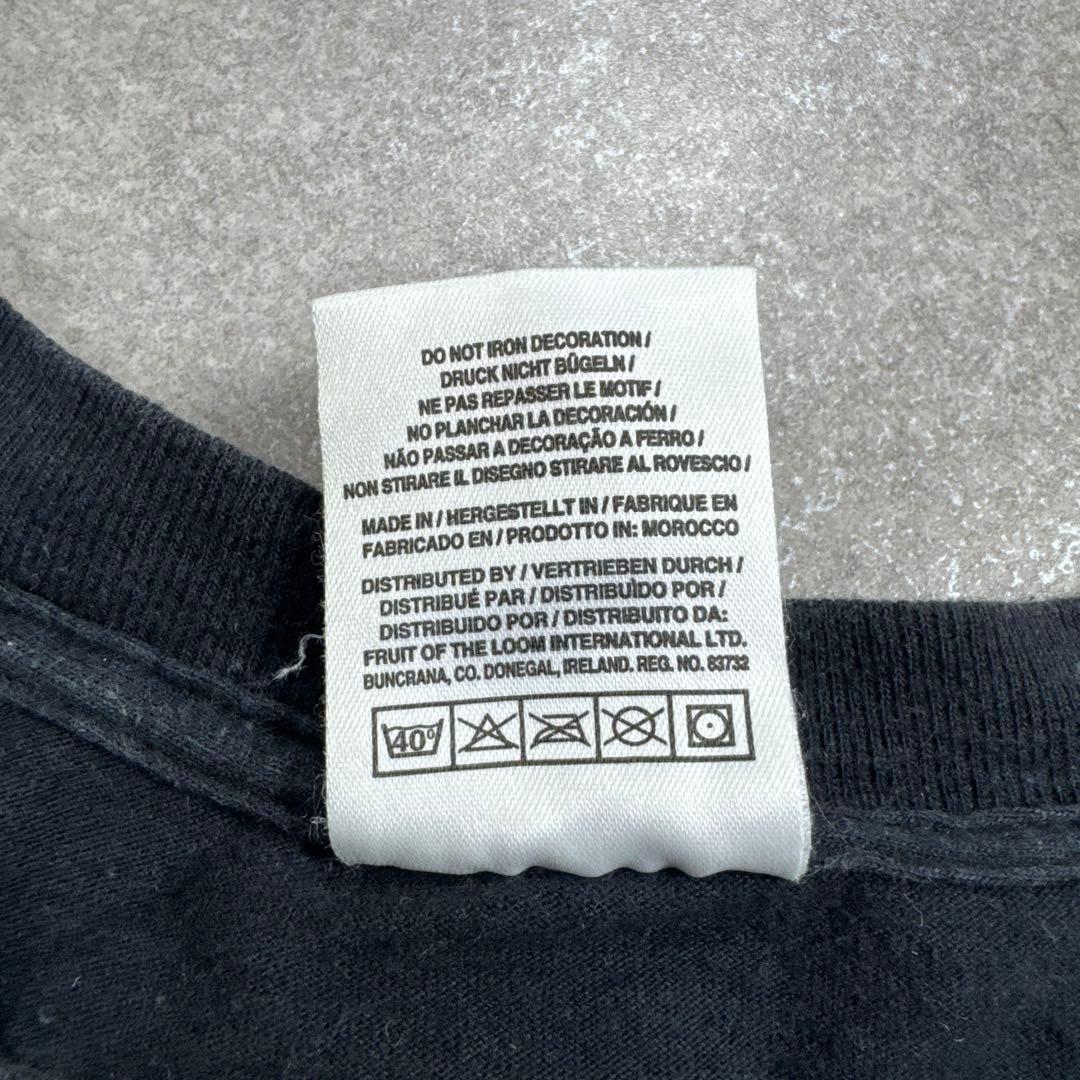 DO NOT IRON DECORATION /
DRUCK NICHT BÜGELN /
NE PAS REPASSER LE MOTIF /
NO PLANCHAR LA DECORACIÓN /
NÃO PASSAR A DECORAÇÃO A FERRO /
NON STIRARE IL DISEGNO STIRARE AL ROVESCIO /
MADE IN / HERGESTELLT IN / FABRIQUE EN
FABRICADO EN / PRODOTTO IN: MOROCCO
DISTRIBUTED BY / VERTRIEBEN DURCH /
DISTRIBUÉ PAR / DISTRIBUÌDO POR /
DISTRIBUIDO POR / DISTRIBUITO DA:
FRUIT OF THE LOOM INTERNATIONAL LTD.
BUNCRANA, CO. DONEGAL, IRELAND. REG. NO. 83732
40°